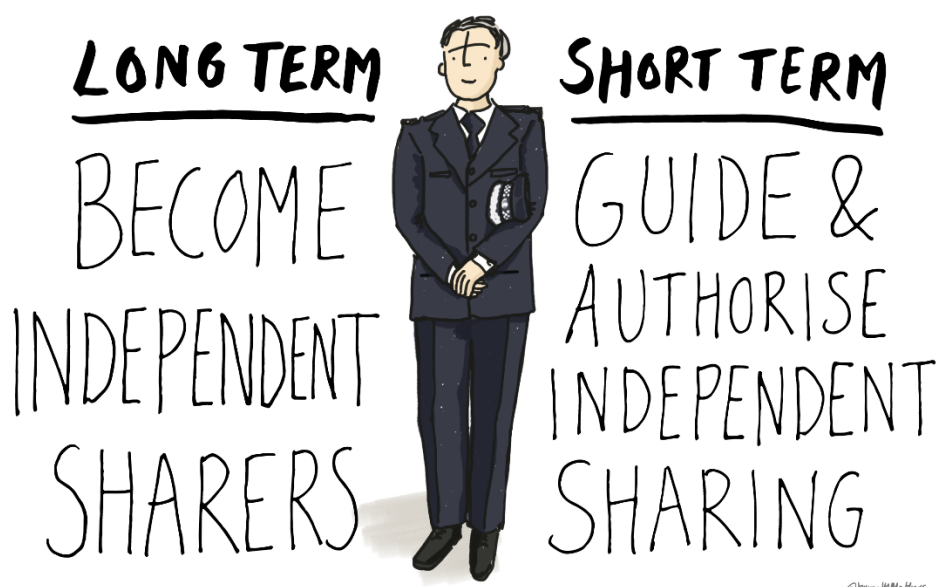 LONG TERM
BECOME
INDEPENDENT
SHARERS
SHORT TERM
GUIDE &
AUTHORISE
INDEPENDENT
SHARING